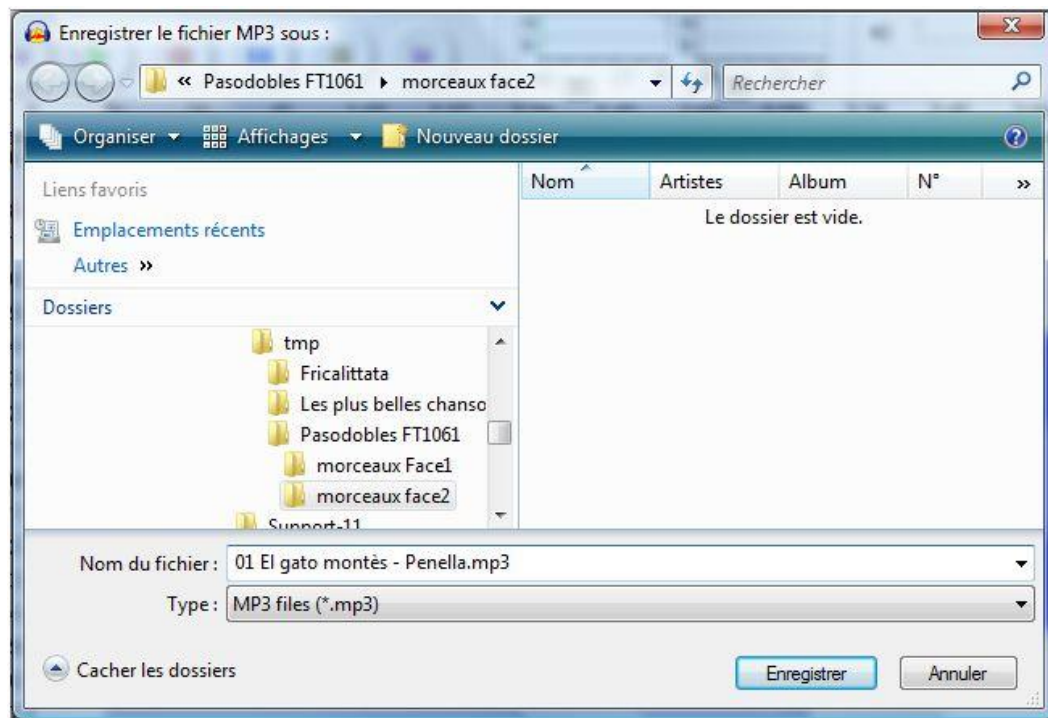 Enregistrer le fichier MP3 sous :
« Pasodobles FT1061 morceaux face2 Rechercher
Organiser Affichages Nouveau dossier
Liens favoris
Emplacements récents
Autres »
Dossiers
tmp
Fricalittata
Les plus belles chanso
Pasodobles FT1061
morceaux Face1
morceaux face2
Support-11
Nom Artistes Album N° »
Le dossier est vide.
Nom du fichier : 01 El gato montès - Penella.mp3
Type : MP3 files (*.mp3)
Cacher les dossiers Enregistrer Annuler